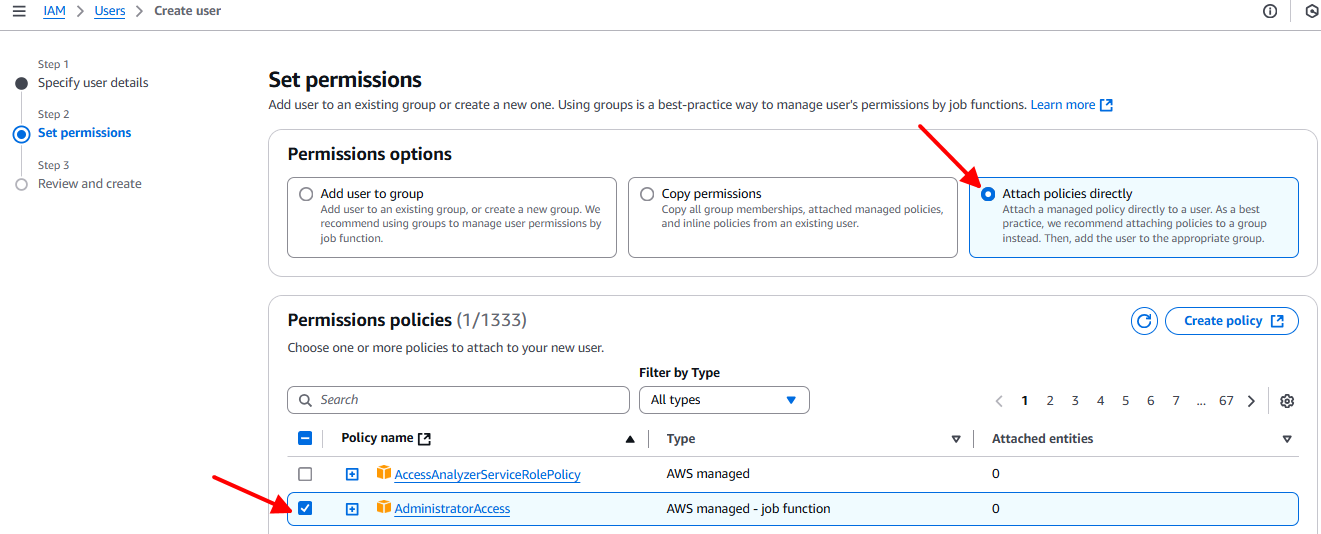 IAM > Users > Create user
Step 1
Specify user details
Step 2
Set permissions
Step 3
Review and create
Set permissions
Add user to an existing group or create a new one. Using groups is a best-practice way to manage user's permissions by job functions. Learn more
Permissions options
Add user to group
Add user to an existing group, or create a new group. We
recommend using groups to manage user permissions by
job function.
Copy permissions
Copy all group memberships, attached managed policies,
and inline policies from an existing user.
Attach policies directly
Attach a managed policy directly to a user. As a best
practice, we recommend attaching policies to a group
instead. Then, add the user to the appropriate group.
Permissions policies (1/1333)
Create policy
Choose one or more policies to attach to your new user.
Filter by Type
Search
All types
1 2 3 4 5 6 7 ... 67
Policy name Type Attached entities
AccessAnalyzerServiceRolePolicy AWS managed 0
AdministratorAccess AWS managed - job function 0